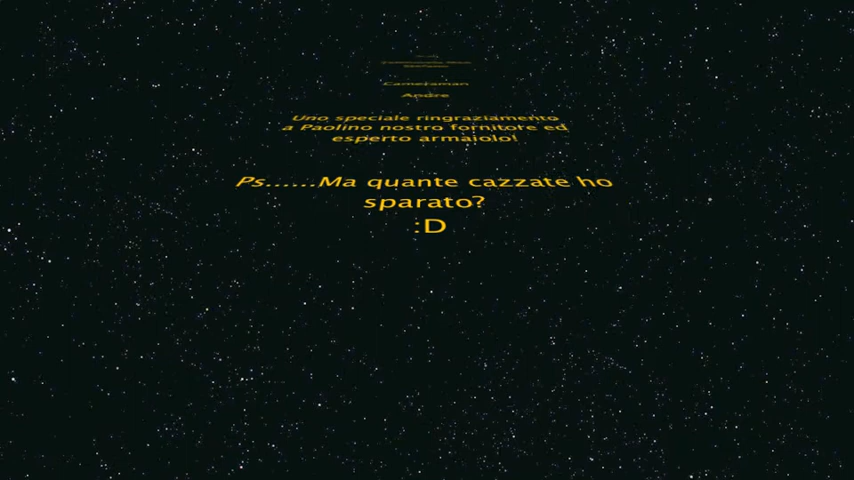 Cameraman
Andre
Uno speciale ringraziamento
a Paolino nostro fornitore ed
esperto armaiolo!
Ps......Ma quante cazzate ho
sparato?
:D